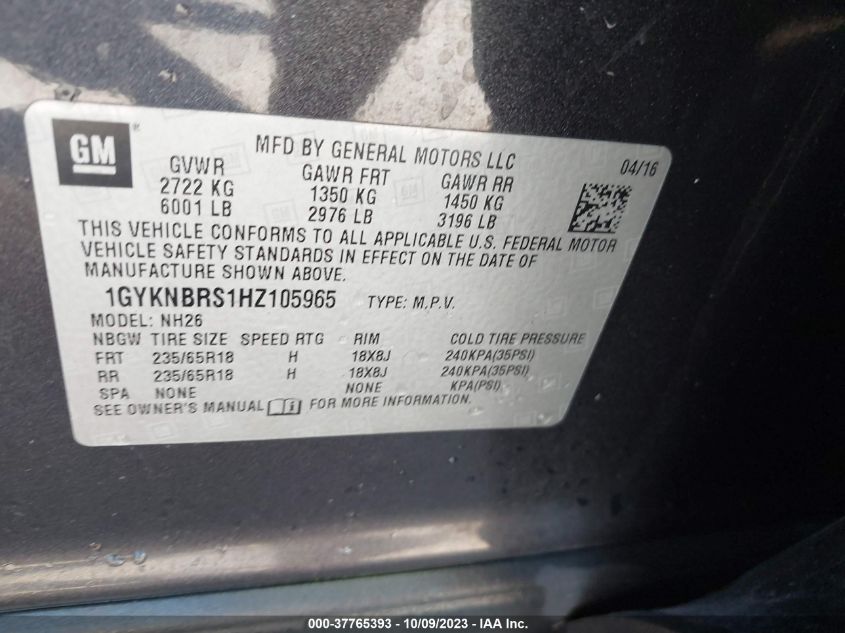 GM
MFD BY GENERAL MOTORS LLC
04/16
GVWR GAWR FRT GAWR RR
2722 KG 1350 KG 1450 KG
6001 LB 2976 LB 3196 LB
THIS VEHICLE CONFORMS TO ALL APPLICABLE U.S. FEDERAL MOTOR
VEHICLE SAFETY STANDARDS IN EFFECT ON THE DATE OF
MANUFACTURE SHOWN ABOVE.
1GYKNBRS1HZ105965 TYPE: M.P.V.
MODEL: NH26
NBGW TIRE SIZE SPEED RTG RIM COLD TIRE PRESSURE
FRT 235/65R18 H 18X8J 240KPA(35PSI)
RR 235/65R18 H 18X8J 240KPA(35PSI)
SPA NONE NONE KPA(PSI)
SEE OWNER'S MANUAL FOR MORE INFORMATION.
000-37765393 - 10/09/2023 - IAA Inc.